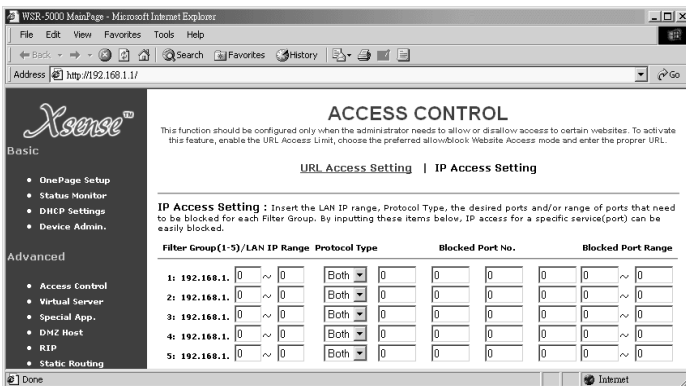 WSR-5000 MainPage - Microsoft Internet Explorer
File Edit View Favorites Tools Help
Back Search Favorites History
Address http://192.168.1.1/ Go
Xsense™
Basic
OnePage Setup
Status Monitor
DHCP Settings
Device Admin.
Advanced
Access Control
Virtual Server
Special App.
DMZ Host
RIP
Static Routing
ACCESS CONTROL
This function should be configured only when the administrator needs to allow or disallow access to certain websites. To activate
this feature, enable the URL Access Limit, choose the preferred allow/block Website Access mode and enter the proprer URL.
URL Access Setting | IP Access Setting
IP Access Setting : Insert the LAN IP range, Protocol Type, the desired ports and/or range of ports that need
to be blocked for each Filter Group. By inputting these items below, IP access for a specific service(port) can be
easily blocked.
Filter Group(1-5)/LAN IP Range Protocol Type Blocked Port No. Blocked Port Range
1: 192.168.1. 0 ~ 0 Both 0 0 0 0 ~ 0
2: 192.168.1. 0 ~ 0 Both 0 0 0 0 ~ 0
3: 192.168.1. 0 ~ 0 Both 0 0 0 0 ~ 0
4: 192.168.1. 0 ~ 0 Both 0 0 0 0 ~ 0
5: 192.168.1. 0 ~ 0 Both 0 0 0 0 ~ 0
Done Internet